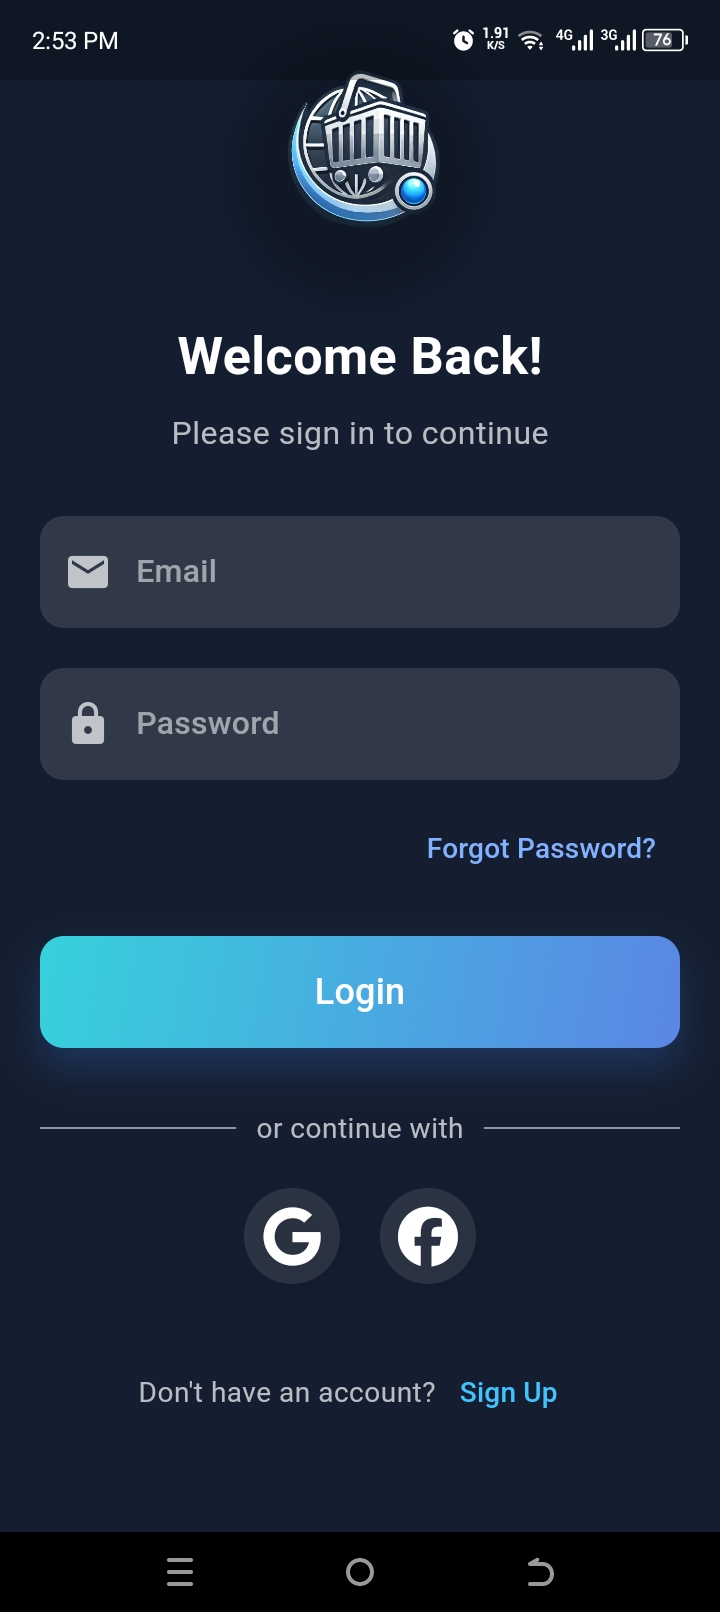 2:53 PM
1.91
K/S
4G
3G
76
Welcome Back!
Please sign in to continue
Email
Password
Forgot Password?
Login
or continue with
Don't have an account? Sign Up